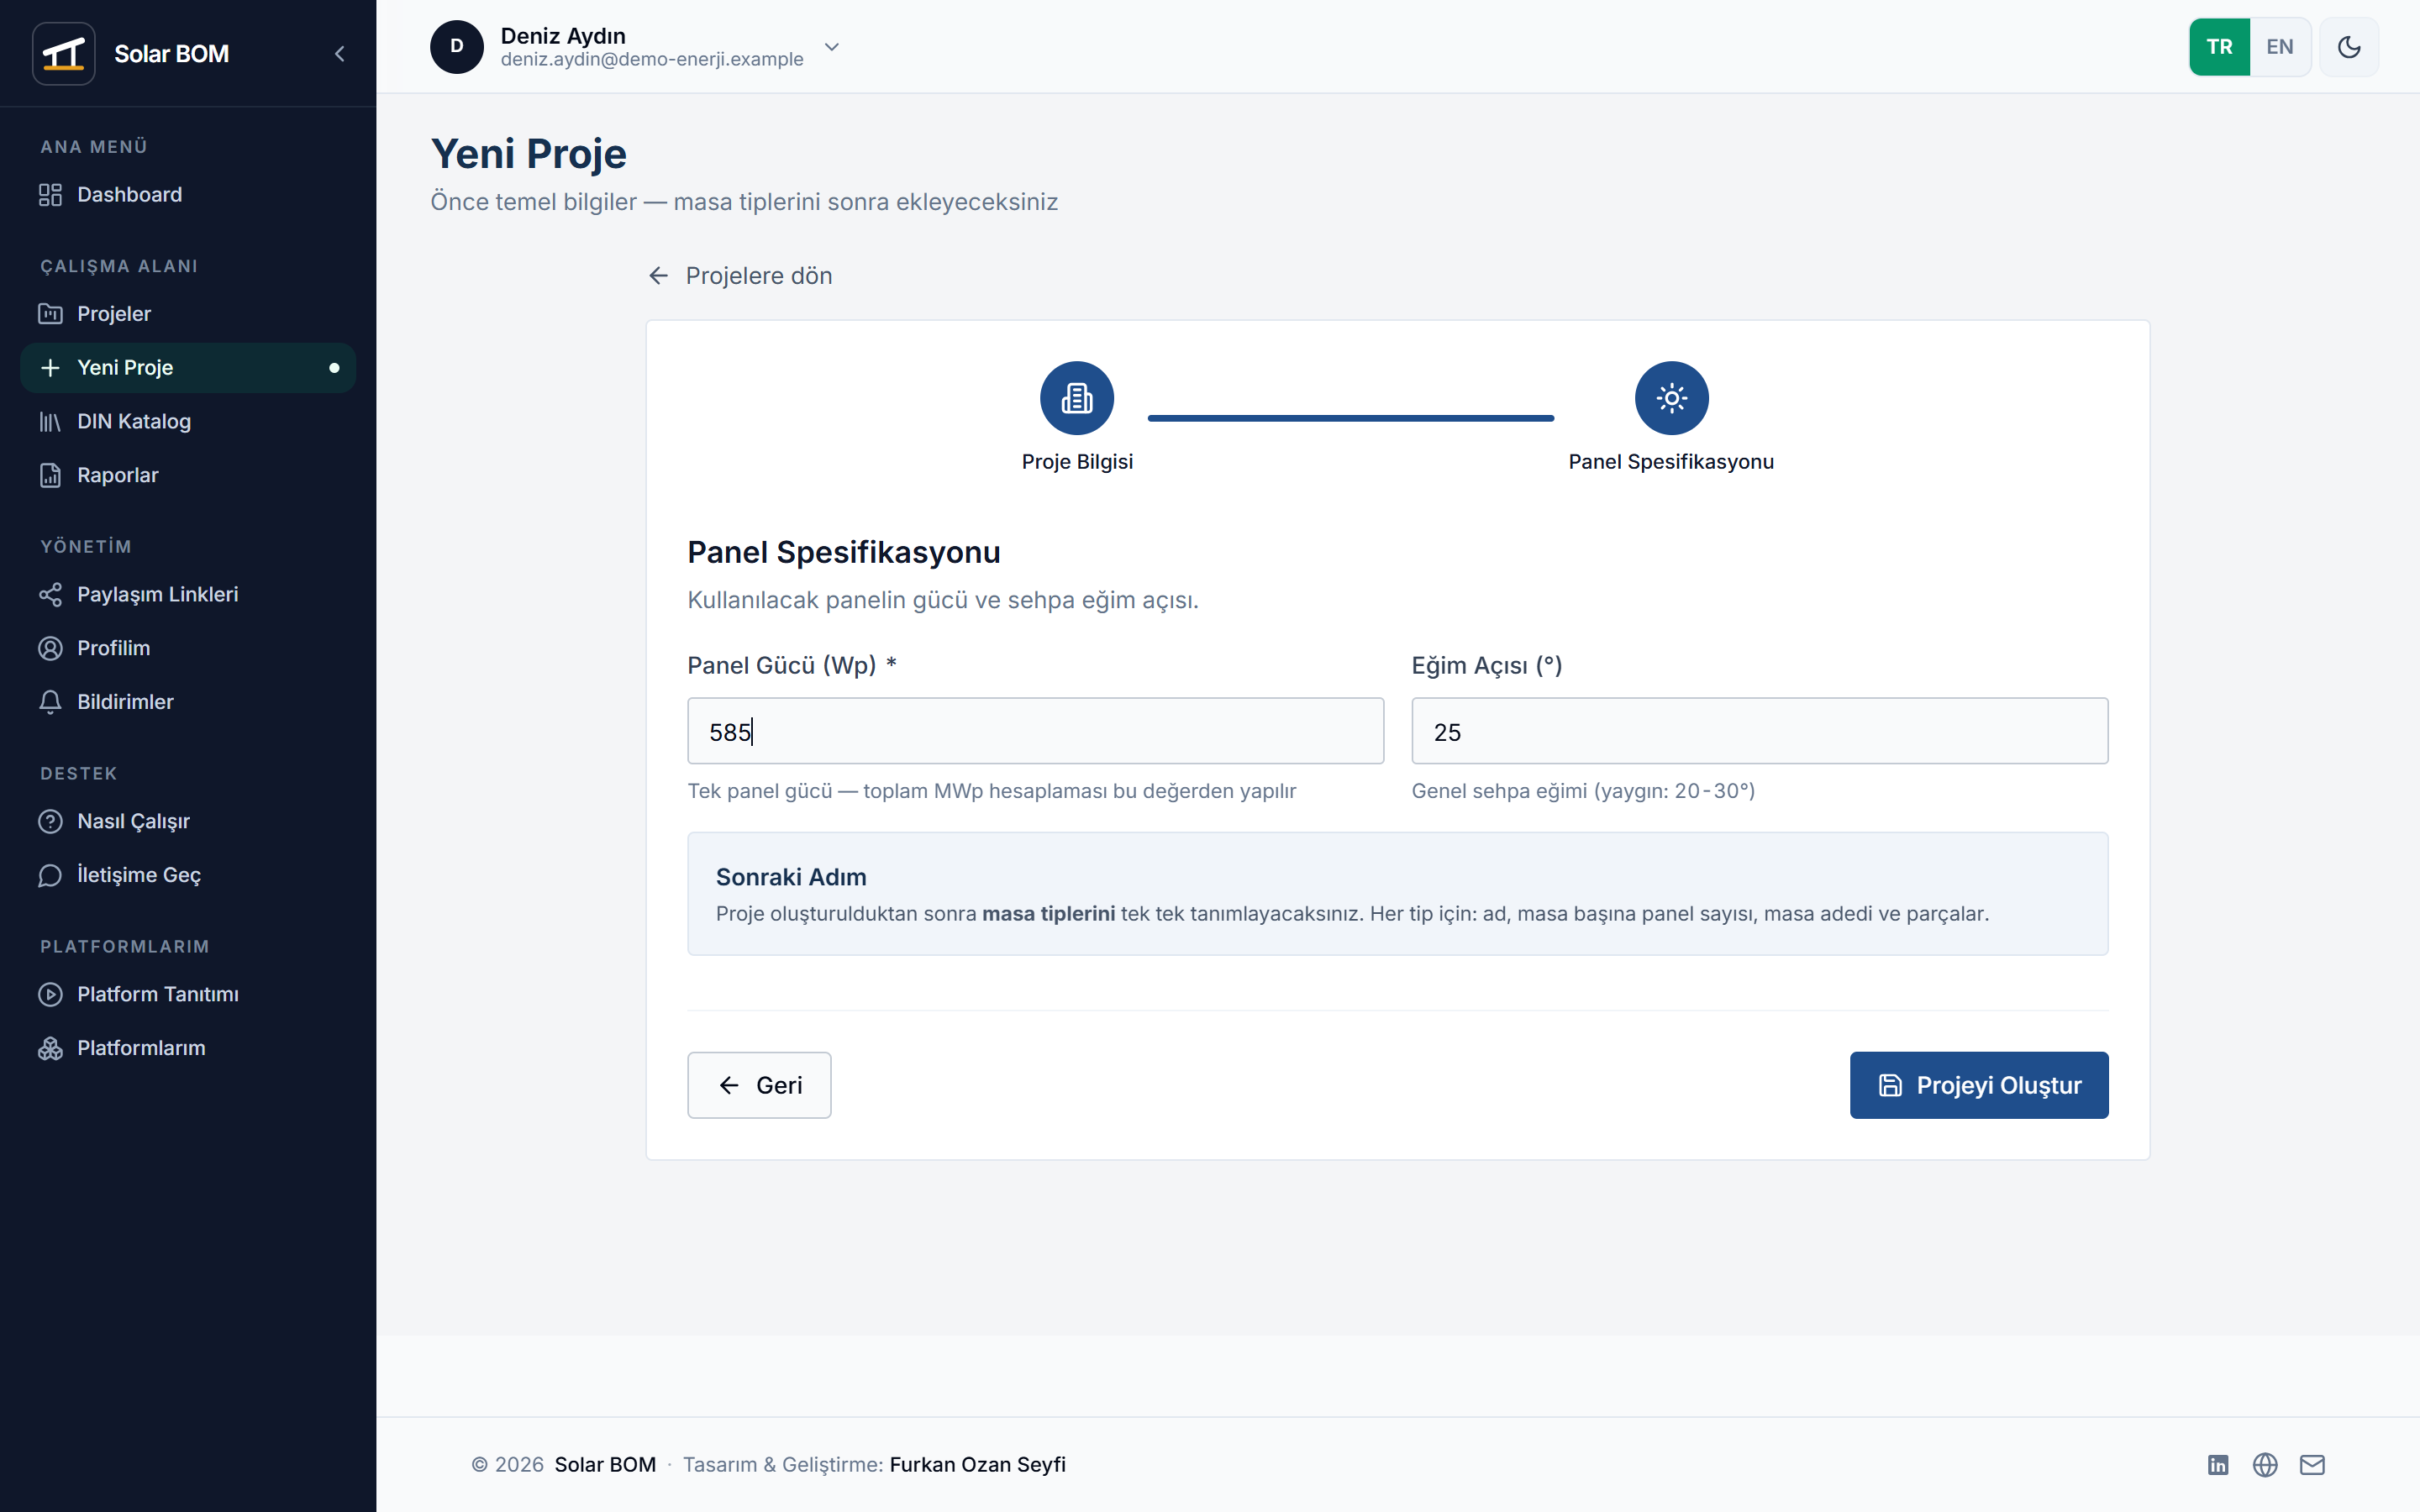 Solar BOM
ANA MENÜ
Dashboard
ÇALIŞMA ALANI
Projeler
Yeni Proje
DIN Katalog
Raporlar
YÖNETİM
Paylaşım Linkleri
Profilim
Bildirimler
DESTEK
Nasıl Çalışır
İletişime Geç
PLATFORMLARIM
Platform Tanıtımı
Platformlarım
D
Deniz Aydın
deniz.aydin@demo-enerji.example
TR
EN
Yeni Proje
Önce temel bilgiler — masa tiplerini sonra ekleyeceksiniz
Projelere dön
Proje Bilgisi
Panel Spesifikasyonu
Panel Spesifikasyonu
Kullanılacak panelin gücü ve sehpa eğim açısı.
Panel Gücü (Wp) *
Eğim Açısı (°)
585
25
Tek panel gücü — toplam MWp hesaplaması bu değerden yapılır
Genel sehpa eğimi (yaygın: 20-30°)
Sonraki Adım
Proje oluşturulduktan sonra masa tiplerini tek tek tanımlayacaksınız. Her tip için: ad, masa başına panel sayısı, masa adedi ve parçalar.
Geri
Projeyi Oluştur
© 2026 Solar BOM · Tasarım & Geliştirme: Furkan Ozan Seyfi
in